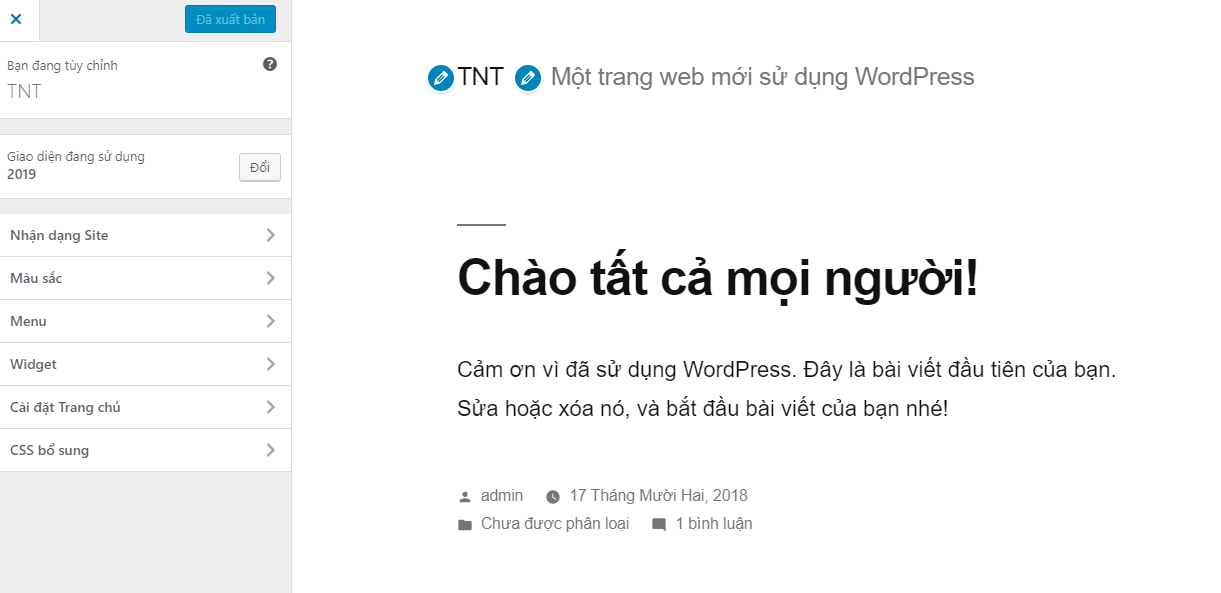 Đã xuất bản
Bạn đang tùy chỉnh
TNT
Giao diện đang sử dụng
2019
Đổi
Nhận dạng Site
Màu sắc
Menu
Widget
Cài đặt Trang chủ
CSS bổ sung
TNT Một trang web mới sử dụng WordPress
Chào tất cả mọi người!
Cảm ơn vì đã sử dụng WordPress. Đây là bài viết đầu tiên của bạn.
Sửa hoặc xóa nó, và bắt đầu bài viết của bạn nhé!
admin 17 Tháng Mười Hai, 2018
Chưa được phân loại 1 bình luận